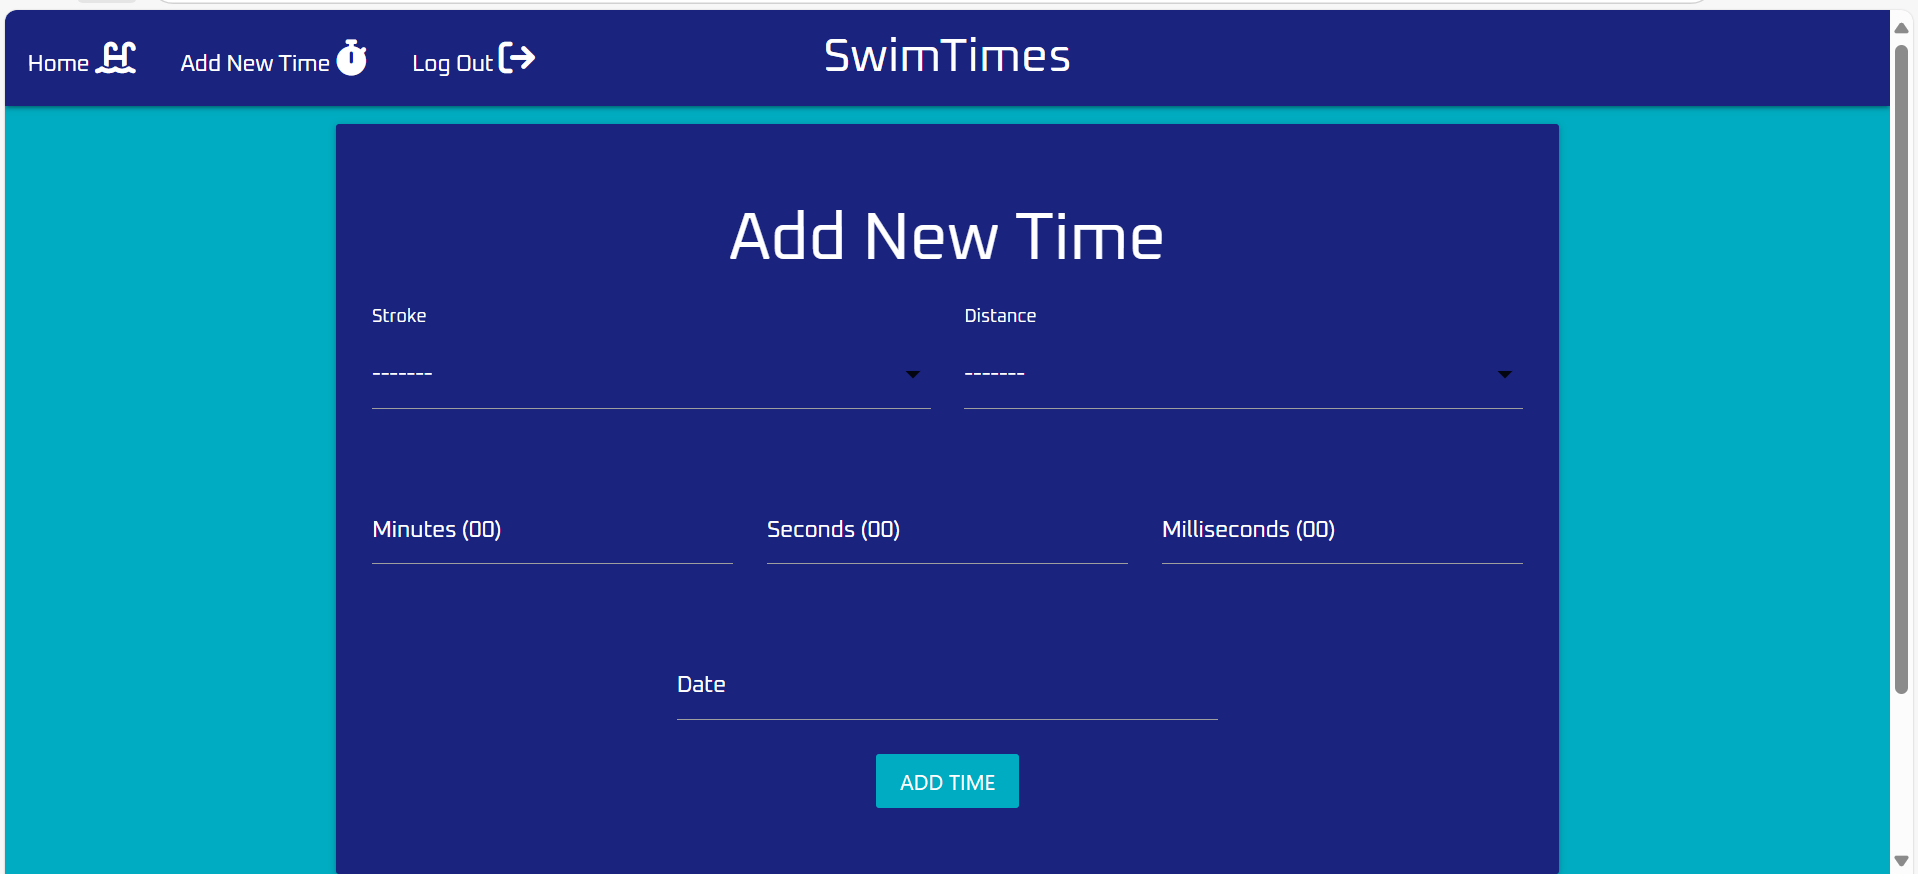 Home Add New Time Log Out SwimTimes
Add New Time
Stroke Distance
------- -------
Minutes (00) Seconds (00) Milliseconds (00)
Date
ADD TIME